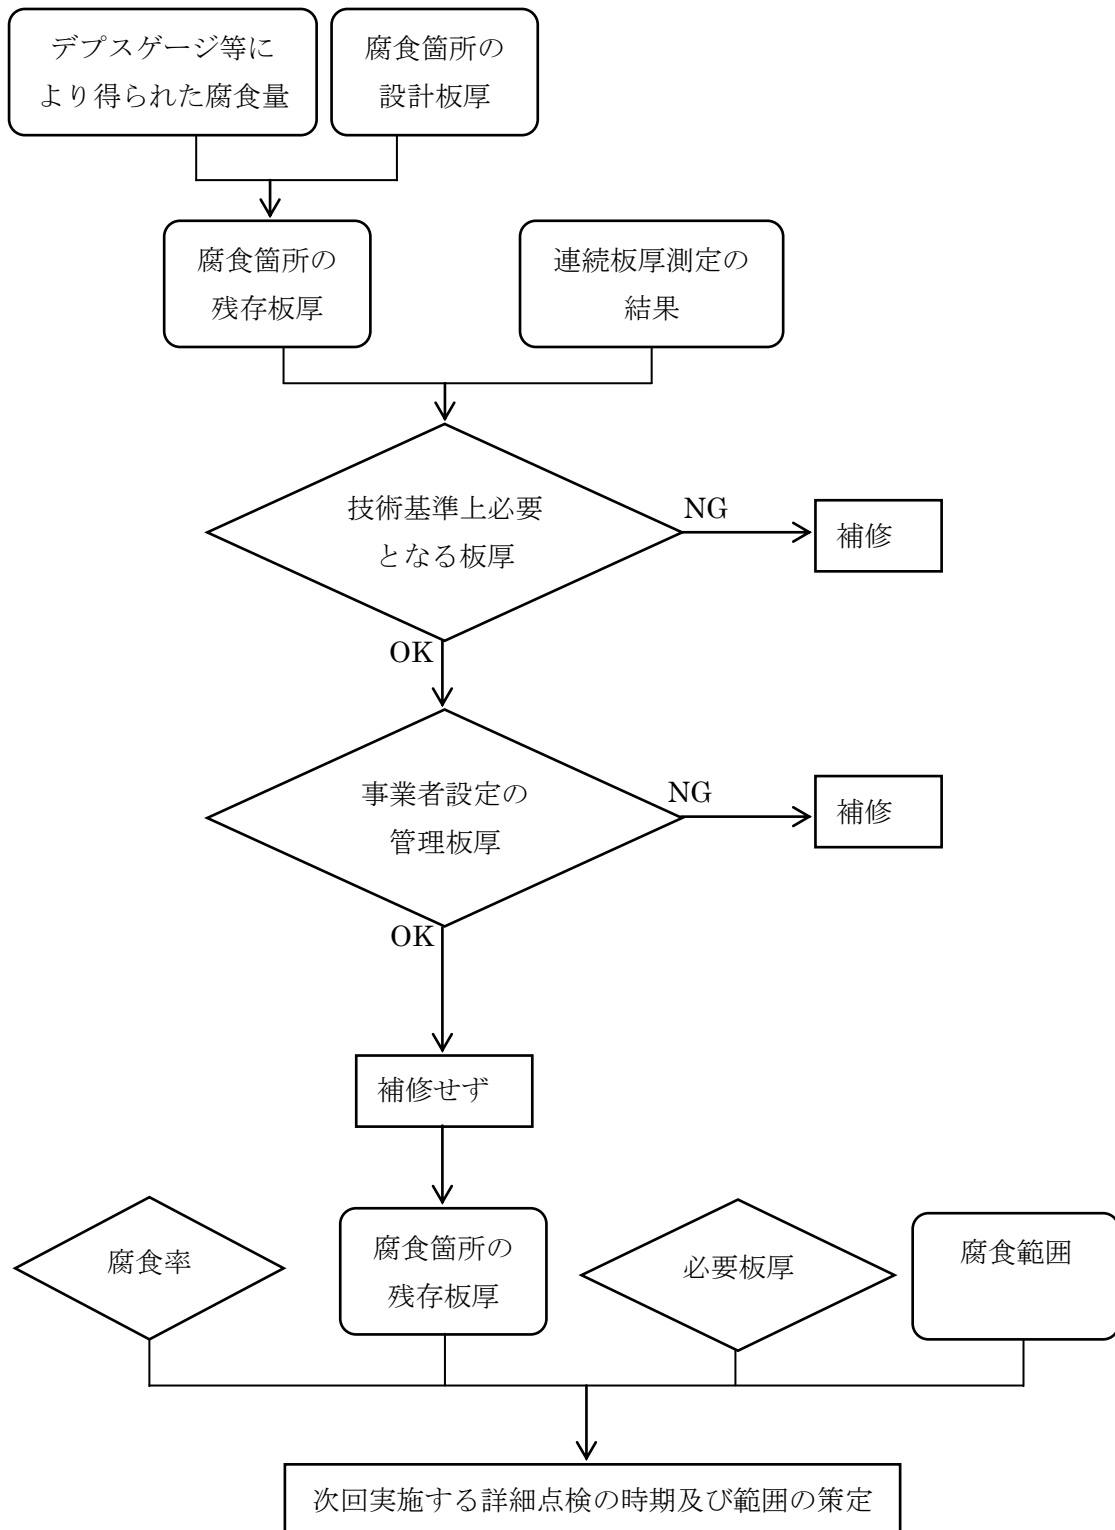 デプスゲージ等に
より得られた腐食量
腐食箇所の
設計板厚
腐食箇所の
残存板厚
連続板厚測定の
結果
技術基準上必要
となる板厚
NG
補修
OK
事業者設定の
管理板厚
NG
補修
OK
補修せず
腐食率
腐食箇所の
残存板厚
必要板厚
腐食範囲
次回実施する詳細点検の時期及び範囲の策定